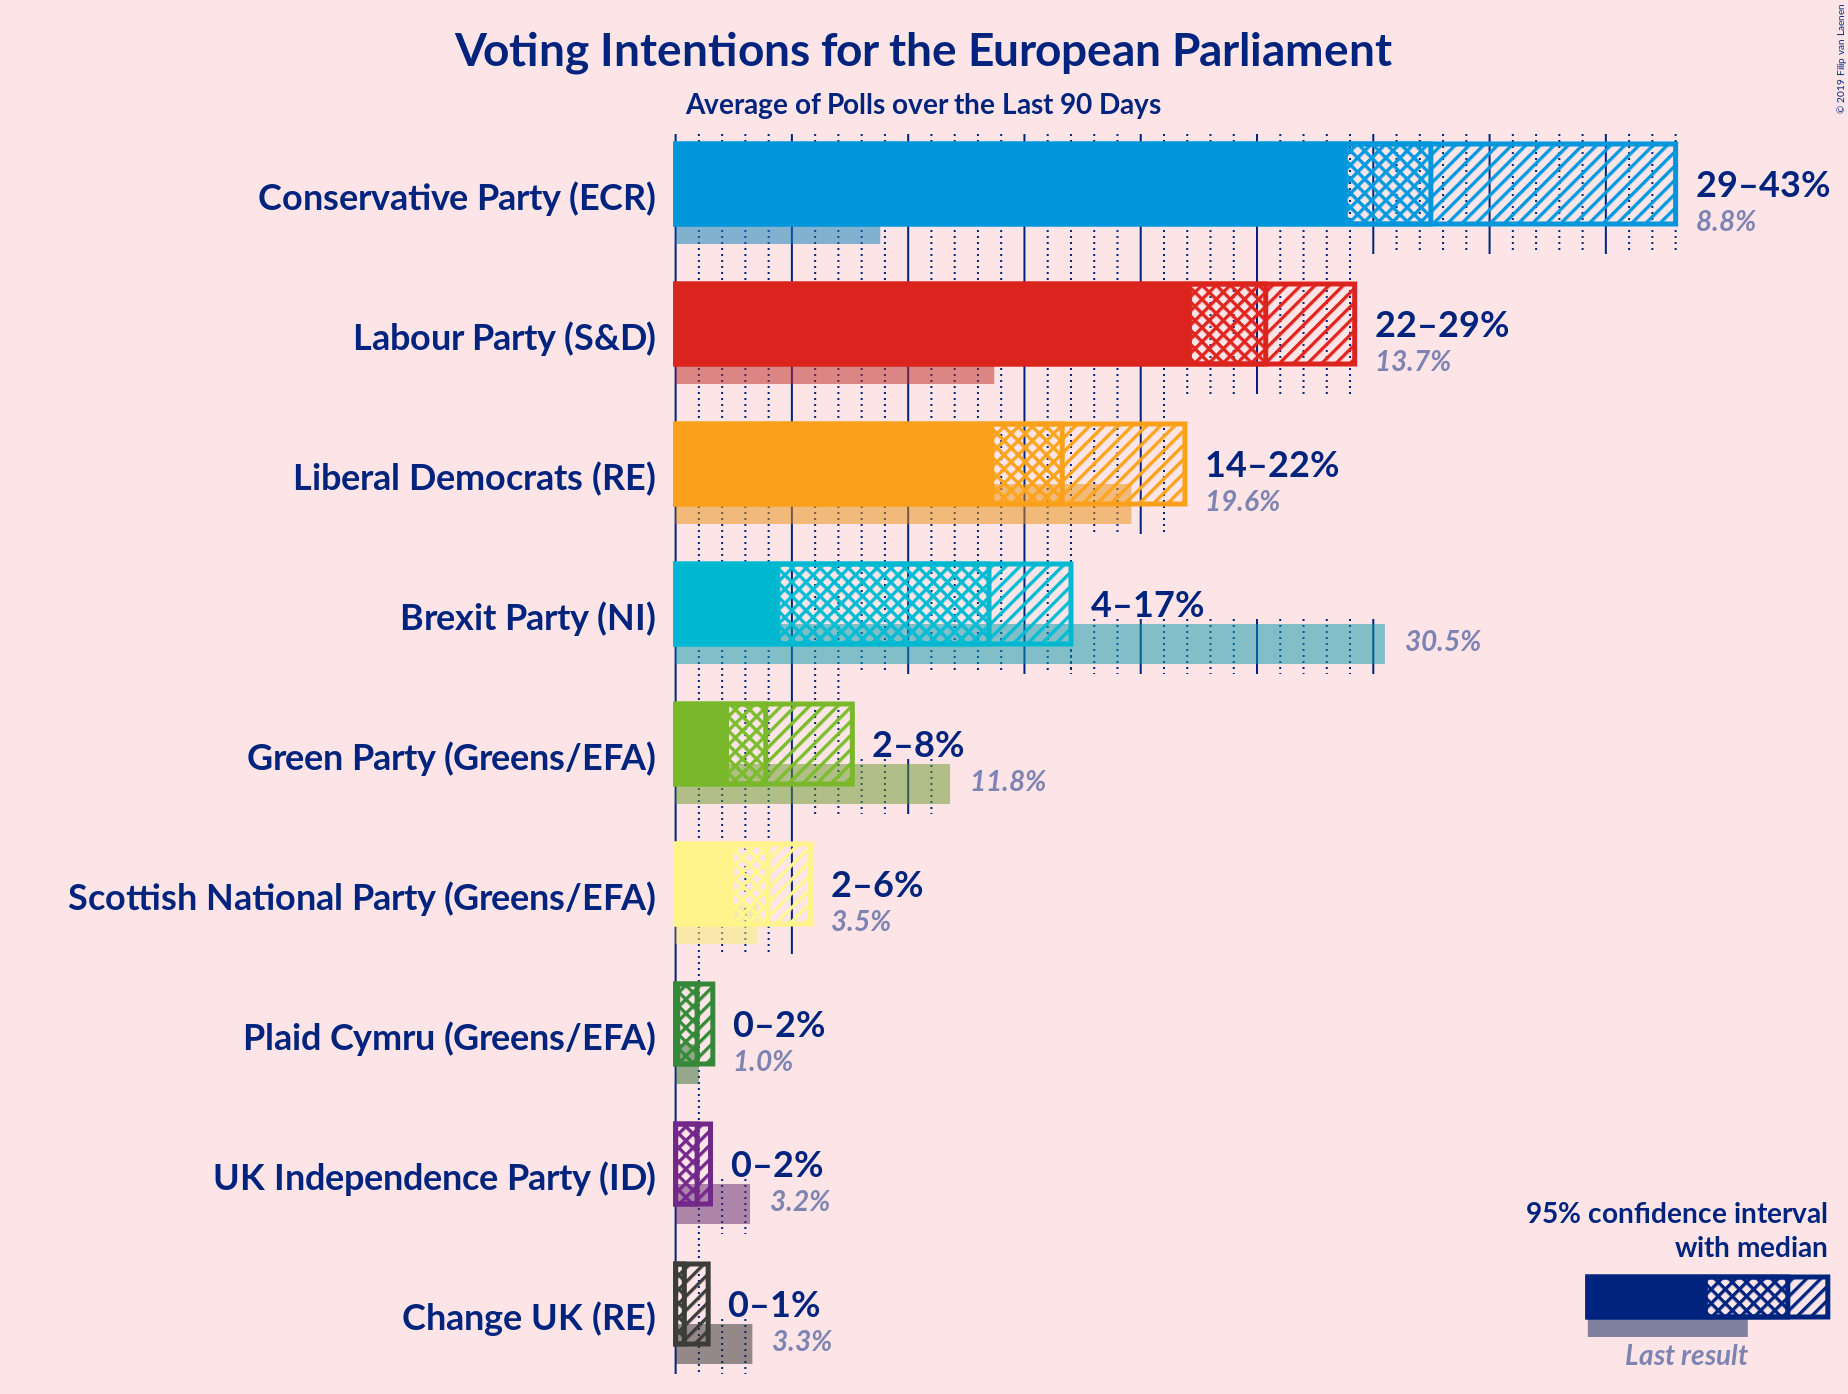 Voting Intentions for the European Parliament
Average of Polls over the Last 90 Days
© 2019 Filip van Laenen
Conservative Party (ECR)
29–43%
8.8%
Labour Party (S&D)
22–29%
13.7%
Liberal Democrats (RE)
14–22%
19.6%
Brexit Party (NI)
4–17%
30.5%
Green Party (Greens/EFA)
2–8%
11.8%
Scottish National Party (Greens/EFA)
2–6%
3.5%
Plaid Cymru (Greens/EFA)
0–2%
1.0%
UK Independence Party (ID)
0–2%
3.2%
Change UK (RE)
0–1%
3.3%
95% confidence interval
with median
Last result